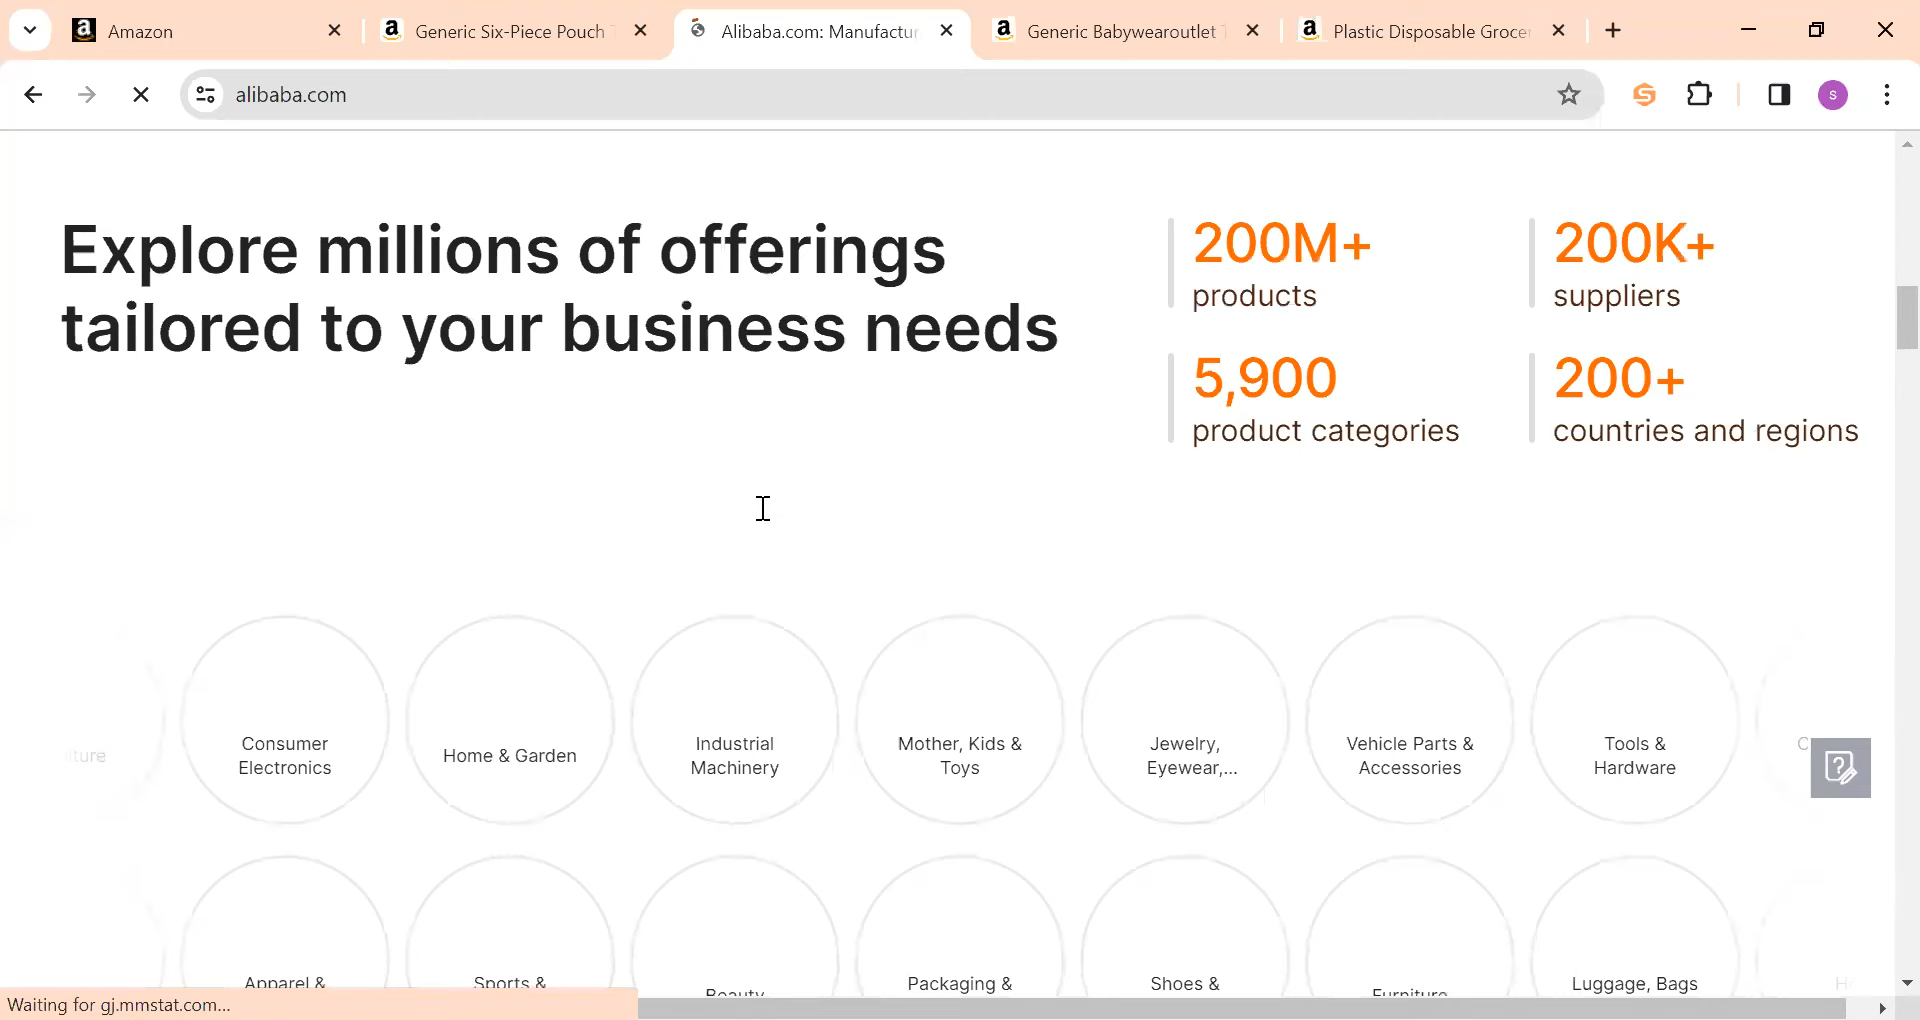 Amazon
Generic Six-Piece Pouch
Alibaba.com: Manufactur
Generic Babywearoutlet
Plastic Disposable Grocer
alibaba.com
S
Explore millions of offerings
tailored to your business needs
200M+
products
200K+
suppliers
5,900
product categories
200+
countries and regions
lture
Consumer
Electronics
Home & Garden
Industrial
Machinery
Mother, Kids &
Toys
Jewelry,
Eyewear,...
Vehicle Parts &
Accessories
Tools &
Hardware
C
Apparel &
Sports &
Beauty
Packaging &
Shoes &
Furniture
Luggage, Bags
H
Waiting for gj.mmstat.com...